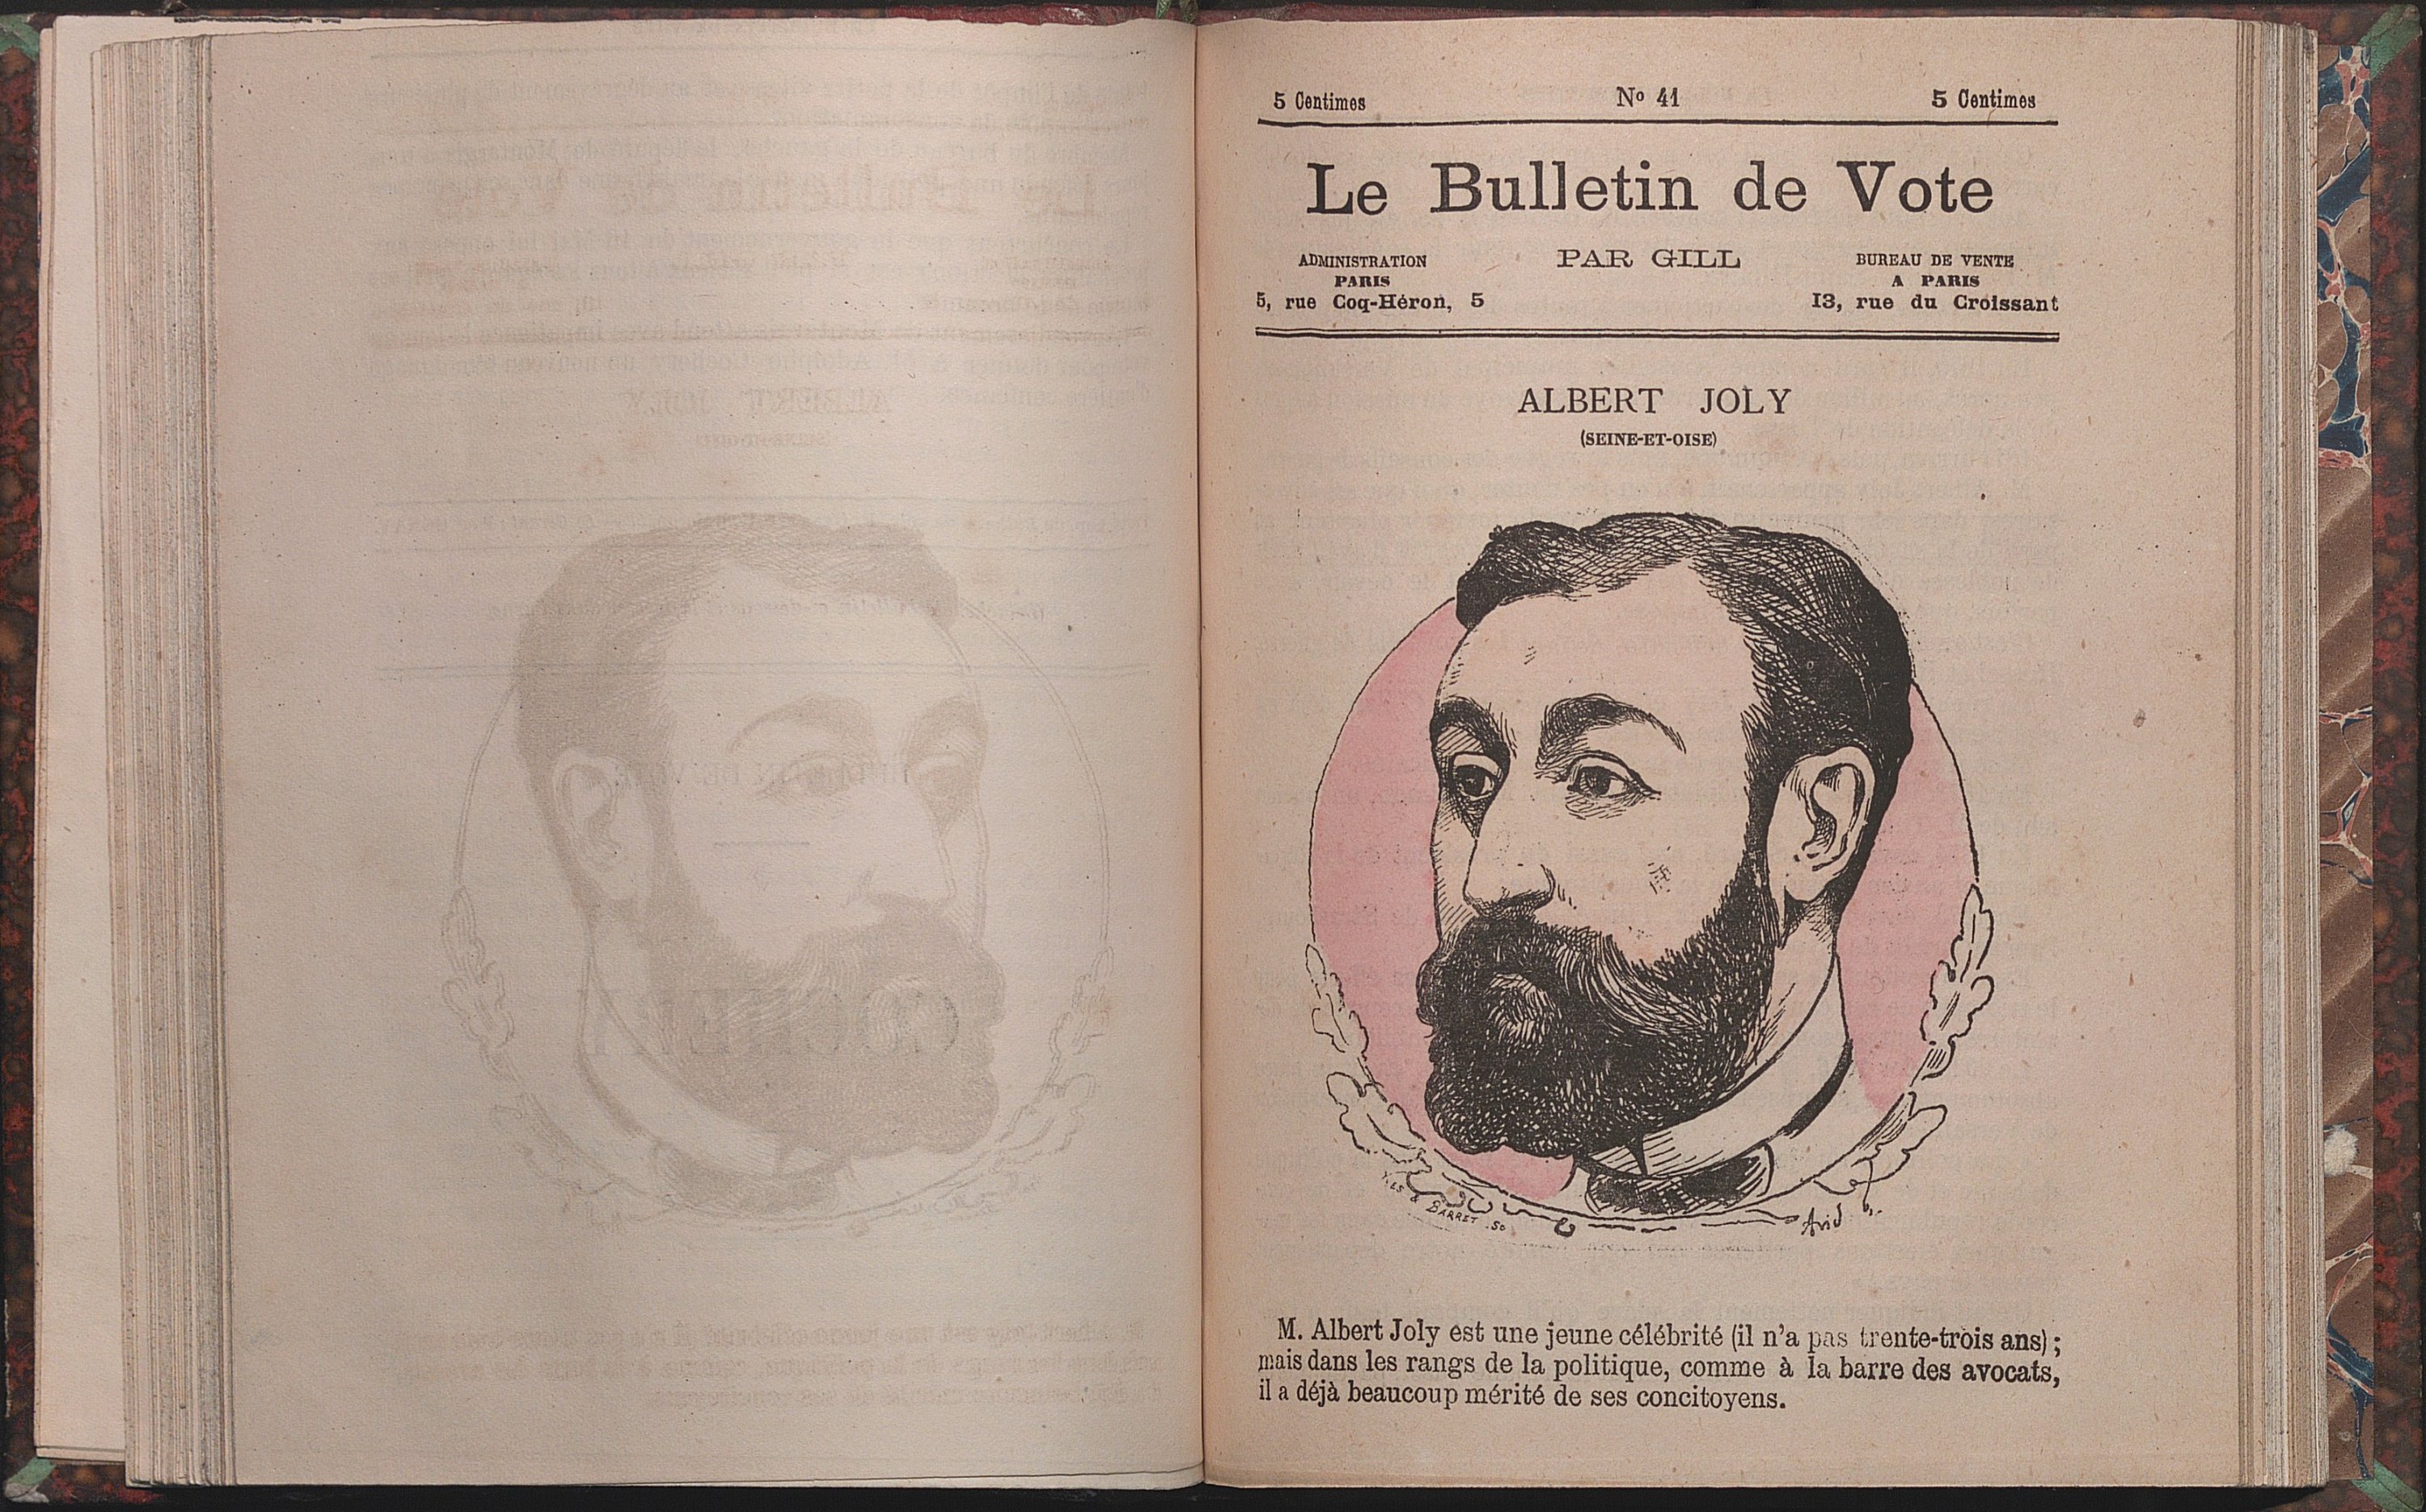 5 Centimes Nº 41 5 Centimes
Le Bulletin de Vote
PAR GILL
ADMINISTRATION
PARIS
5, rue Coq-Héron, 5
BUREAU DE VENTE
A PARIS
13, rue du Croissant
ALBERT JOLY
(SEINE-ET-OISE)
& BARRET Sc
M. Albert Joly est une jeune célébrité (il n'a pas trente-trois ans) ;
mais dans les rangs de la politique, comme à la barre des avocats,
il a déjà beaucoup mérité de ses concitoyens.